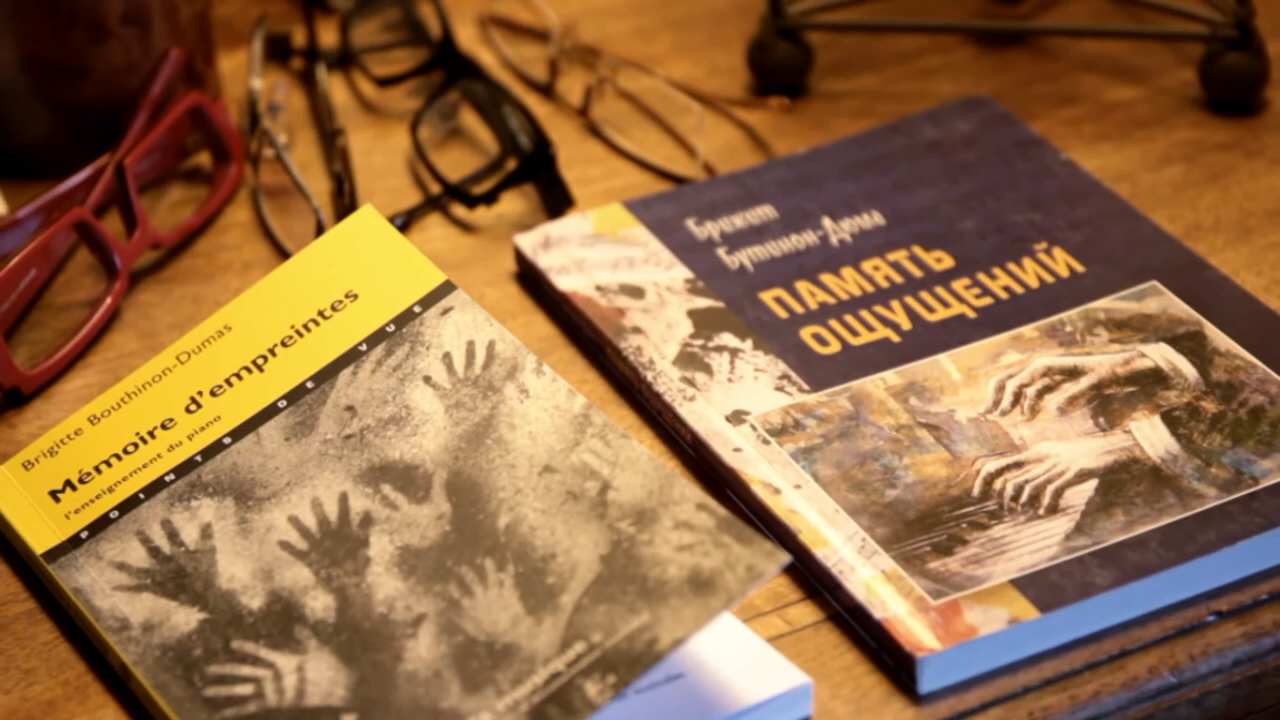 Brigitte Bouthinon-Dumas
Mémoire d'empreintes
l'enseignement du piano
POINTS DE VUE
Брижит
Бутинон-Дюма
ПАМЯТЬ
ОЩУЩЕНИЙ